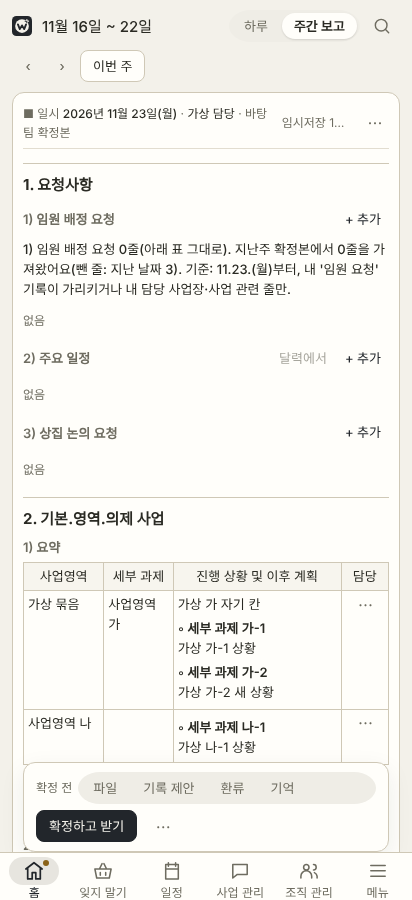 11월 16일 ~ 22일
하루
주간 보고
이번 주
■ 일시 2026년 11월 23일(월) · 가상 담당 · 바탕
팀 확정본
임시저장 1...
1. 요청사항
1) 임원 배정 요청
+ 추가
1) 임원 배정 요청 0줄(아래 표 그대로). 지난주 확정본에서 0줄을 가
져왔어요(뺀 줄: 지난 날짜 3). 기준: 11.23.(월)부터, 내 '임원 요청'
기록이 가리키거나 내 담당 사업장·사업 관련 줄만.
없음
2) 주요 일정
달력에서
+ 추가
없음
3) 상집 논의 요청
+ 추가
없음
2. 기본.영역.의제 사업
1) 요약
사업영역
세부 과제
진행 상황 및 이후 계획
담당
가상 묶음
사업영역
가
가상 가 자기 칸
∘ 세부 과제 가-1
가상 가-1 상황
∘ 세부 과제 가-2
가상 가-2 새 상황
...
사업영역 나
∘ 세부 과제 나-1
가상 나-1 상황
...
확정 전
파일
기록 제안
환류
기억
확정하고 받기
...
홈
잊지 말기
일정
사업 관리
조직 관리
메뉴